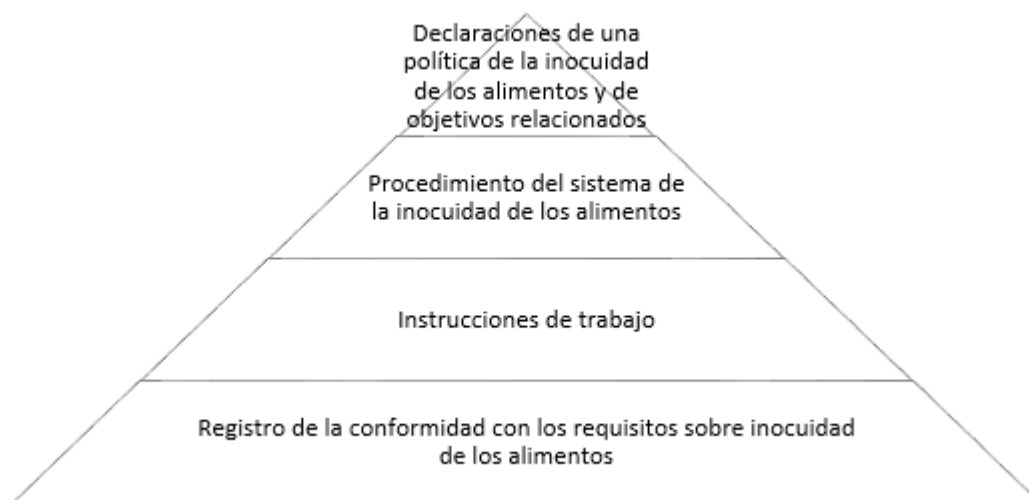 Declaraciones de una
política de la inocuidad
de los alimentos y de
objetivos relacionados
Procedimiento del sistema de
la inocuidad de los alimentos
Instrucciones de trabajo
Registro de la conformidad con los requisitos sobre inocuidad
de los alimentos